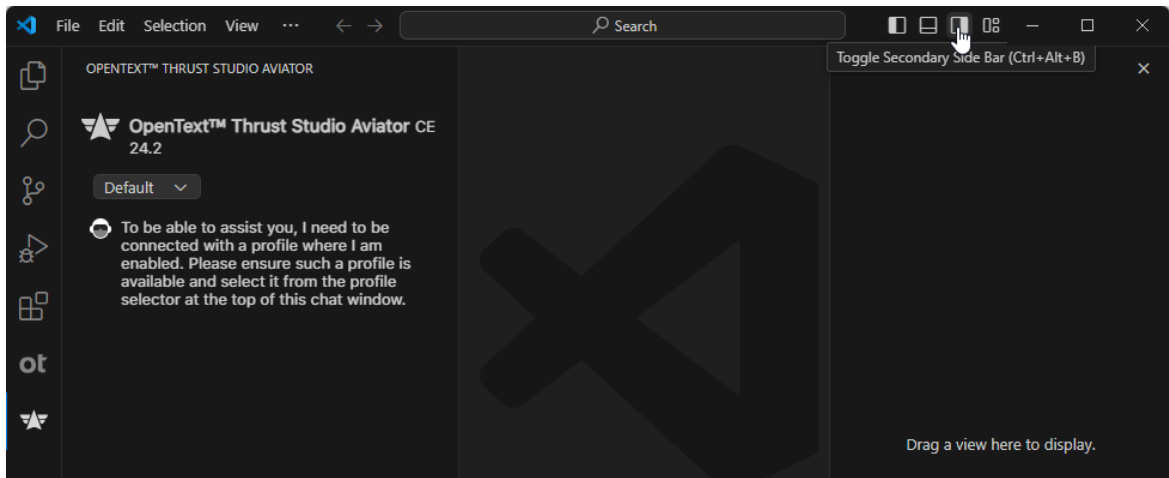 File Edit Selection View ··· Search
Toggle Secondary Side Bar (Ctrl+Alt+B)
OPENTEXT™ THRUST STUDIO AVIATOR
OpenText™ Thrust Studio Aviator CE
24.2
Default
To be able to assist you, I need to be
connected with a profile where I am
enabled. Please ensure such a profile is
available and select it from the profile
selector at the top of this chat window.
ot
Drag a view here to display.